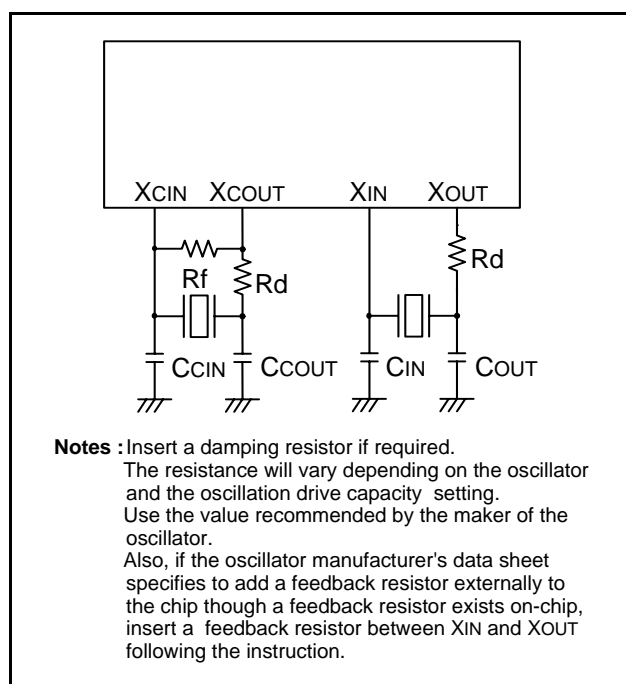 XCIN XCOUT XIN XOUT
Rd
Rf Rd
CCIN CCOUT CIN COUT
Notes : Insert a damping resistor if required.
The resistance will vary depending on the oscillator
and the oscillation drive capacity setting.
Use the value recommended by the maker of the
oscillator.
Also, if the oscillator manufacturer's data sheet
specifies to add a feedback resistor externally to
the chip though a feedback resistor exists on-chip,
insert a feedback resistor between XIN and XOUT
following the instruction.